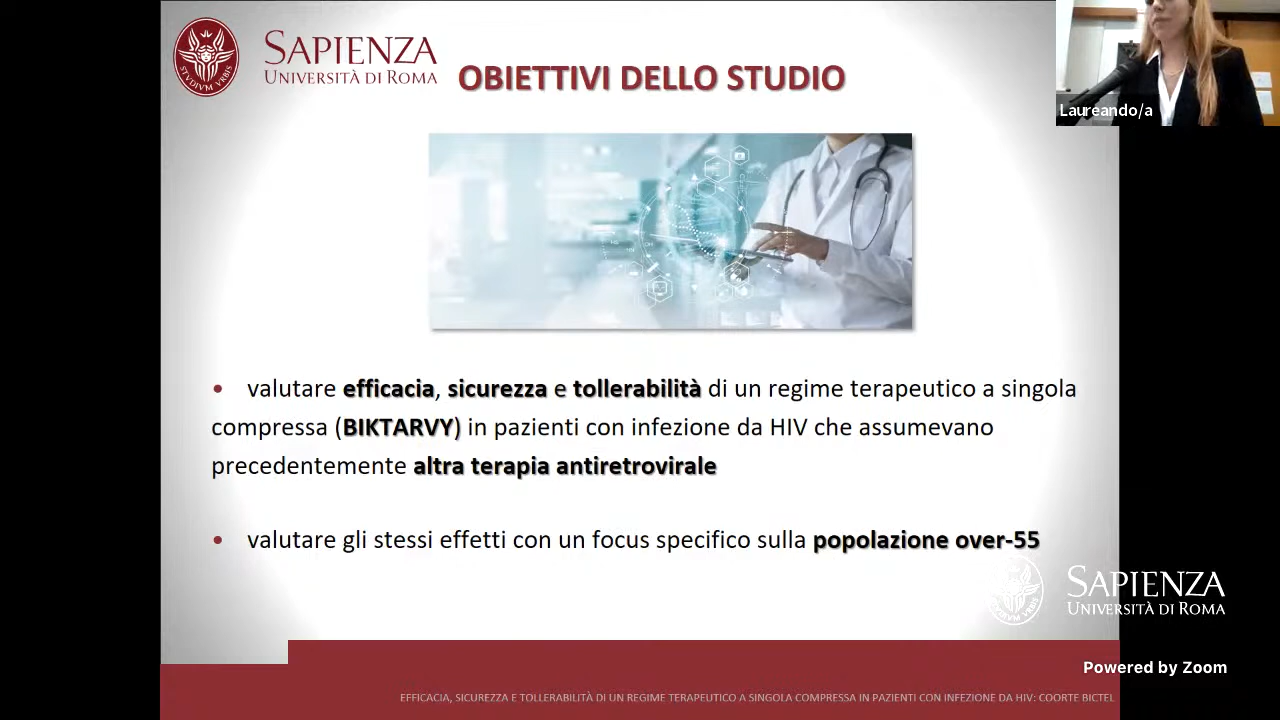 SAPIENZA
UNIVERSITÀ DI ROMA
STVDIVM VRBIS
OBIETTIVI DELLO STUDIO
Laureando/a
• valutare efficacia, sicurezza e tollerabilità di un regime terapeutico a singola
compressa (BIKTARVY) in pazienti con infezione da HIV che assumevano
precedentemente altra terapia antiretrovirale
• valutare gli stessi effetti con un focus specifico sulla popolazione over-55
SAPIENZA
UNIVERSITÀ DI ROMA
Powered by Zoom
EFFICACIA, SICUREZZA E TOLLERABILITÀ DI UN REGIME TERAPEUTICO A SINGOLA COMPRESSA IN PAZIENTI CON INFEZIONE DA HIV: COORTE BICTEL